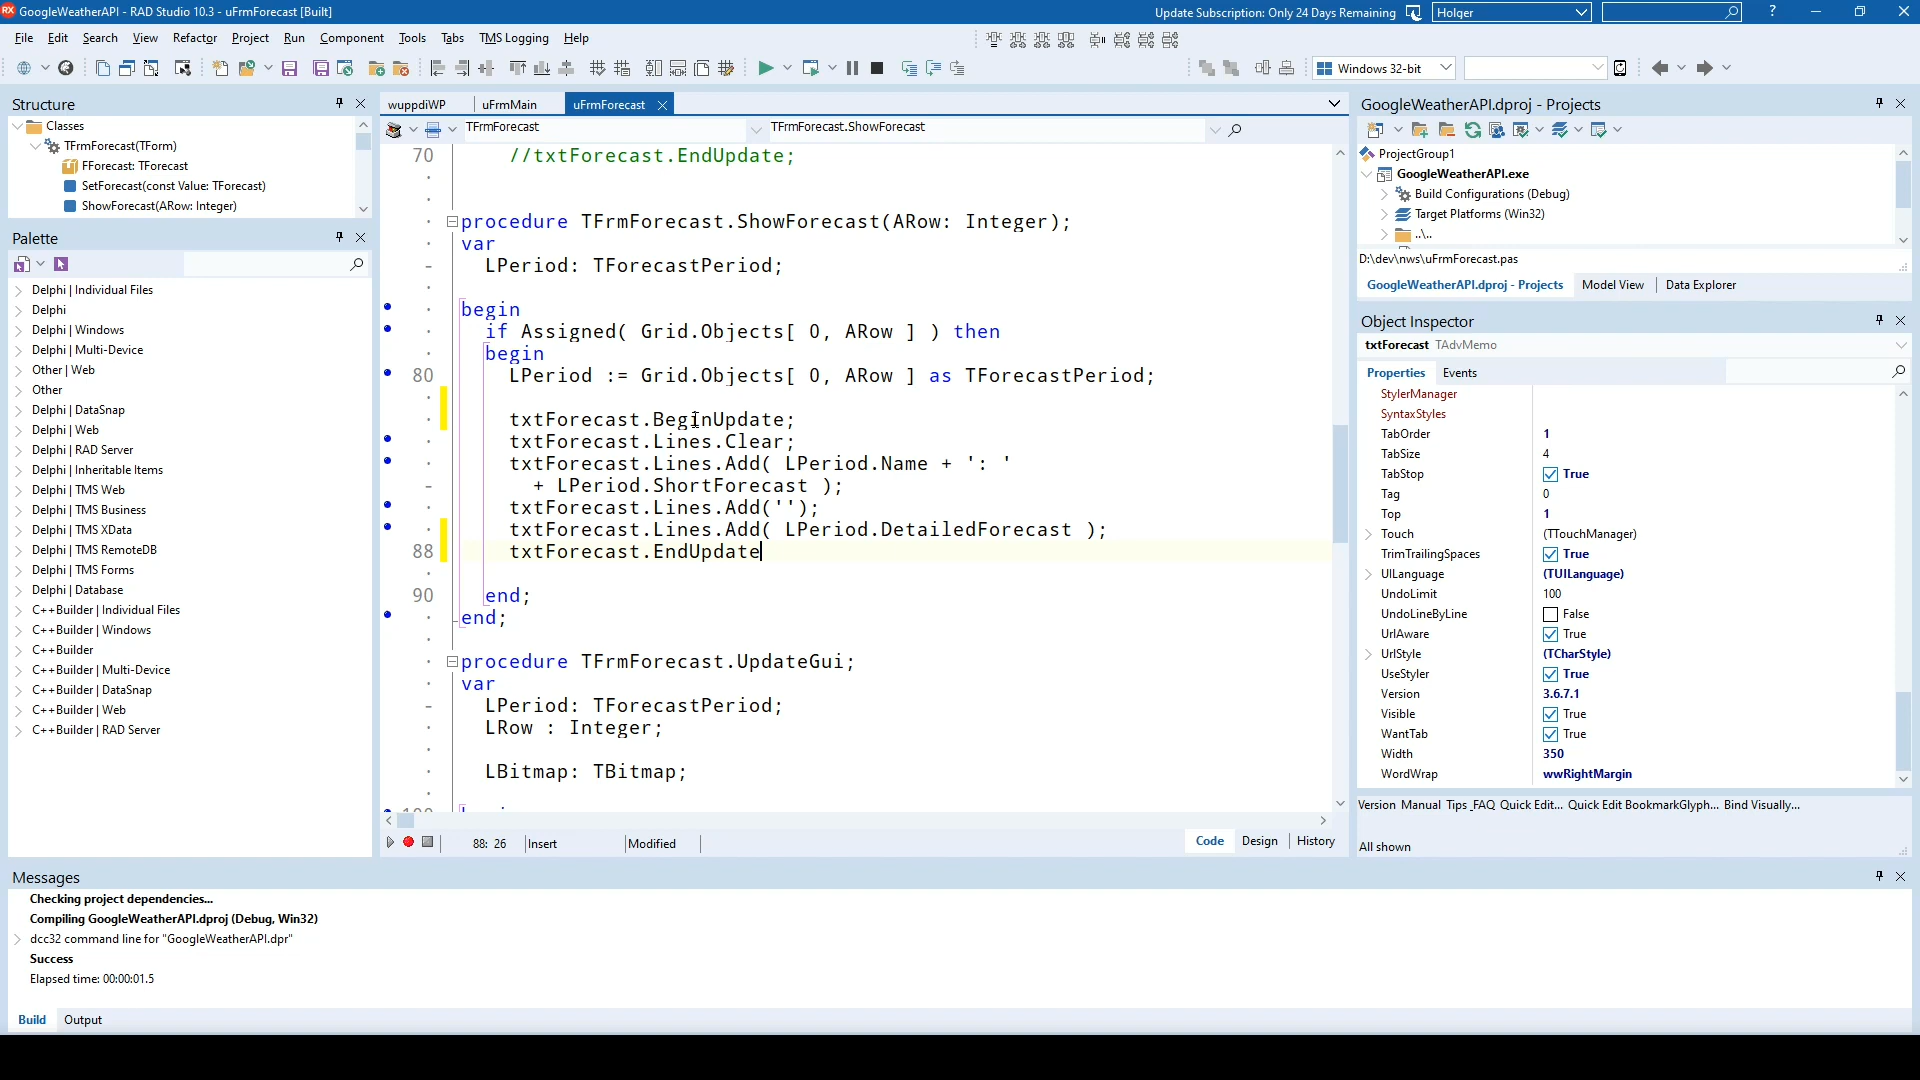 GoogleWeatherAPI - RAD Studio 10.3 - uFrmForecast [Built]
Update Subscription: Only 24 Days Remaining
Holger
File Edit Search View Refactor Project Run Component Tools Tabs TMS Logging Help
Windows 32-bit
Structure
Classes
TFrmForecast(TForm)
FForecast: TForecast
SetForecast(const Value: TForecast)
ShowForecast(ARow: Integer)
Palette
Delphi | Individual Files
Delphi
Delphi | Windows
Delphi | Multi-Device
Other | Web
Other
Delphi | DataSnap
Delphi | Web
Delphi | RAD Server
Delphi | Inheritable Items
Delphi | TMS Web
Delphi | TMS Business
Delphi | TMS XData
Delphi | TMS RemoteDB
Delphi | TMS Forms
Delphi | Database
C++Builder | Individual Files
C++Builder | Windows
C++Builder
C++Builder | Multi-Device
C++Builder | DataSnap
C++Builder | Web
C++Builder | RAD Server
wuppdiWP uFrmMain uFrmForecast
TFrmForecast TFrmForecast.ShowForecast
70 //txtForecast.EndUpdate;
procedure TFrmForecast.ShowForecast(ARow: Integer);
var
LPeriod: TForecastPeriod;
begin
if Assigned( Grid.Objects[ 0, ARow ] ) then
begin
80 LPeriod := Grid.Objects[ 0, ARow ] as TForecastPeriod;
txtForecast.BeginUpdate;
txtForecast.Lines.Clear;
txtForecast.Lines.Add( LPeriod.Name + ': '
+ LPeriod.ShortForecast );
txtForecast.Lines.Add('');
txtForecast.Lines.Add( LPeriod.DetailedForecast );
88 txtForecast.EndUpdate
90 end;
end;
procedure TFrmForecast.UpdateGui;
var
LPeriod: TForecastPeriod;
LRow : Integer;
LBitmap: TBitmap;
88: 26 Insert Modified
Code Design History
GoogleWeatherAPI.dproj - Projects
ProjectGroup1
GoogleWeatherAPI.exe
Build Configurations (Debug)
Target Platforms (Win32)
..\..
D:\dev\nws\uFrmForecast.pas
GoogleWeatherAPI.dproj - Projects Model View Data Explorer
Object Inspector
txtForecast TAdvMemo
Properties Events
StylerManager
SyntaxStyles
TabOrder 1
TabSize 4
TabStop True
Tag 0
Top 1
Touch (TTouchManager)
TrimTrailingSpaces True
UILanguage (TUILanguage)
UndoLimit 100
UndoLineByLine False
UrlAware True
UrlStyle (TCharStyle)
UseStyler True
Version 3.6.7.1
Visible True
WantTab True
Width 350
WordWrap wwRightMargin
Version Manual Tips_FAQ Quick Edit... Quick Edit BookmarkGlyph... Bind Visually...
All shown
Messages
Checking project dependencies...
Compiling GoogleWeatherAPI.dproj (Debug, Win32)
dcc32 command line for "GoogleWeatherAPI.dpr"
Success
Elapsed time: 00:00:01.5
Build Output